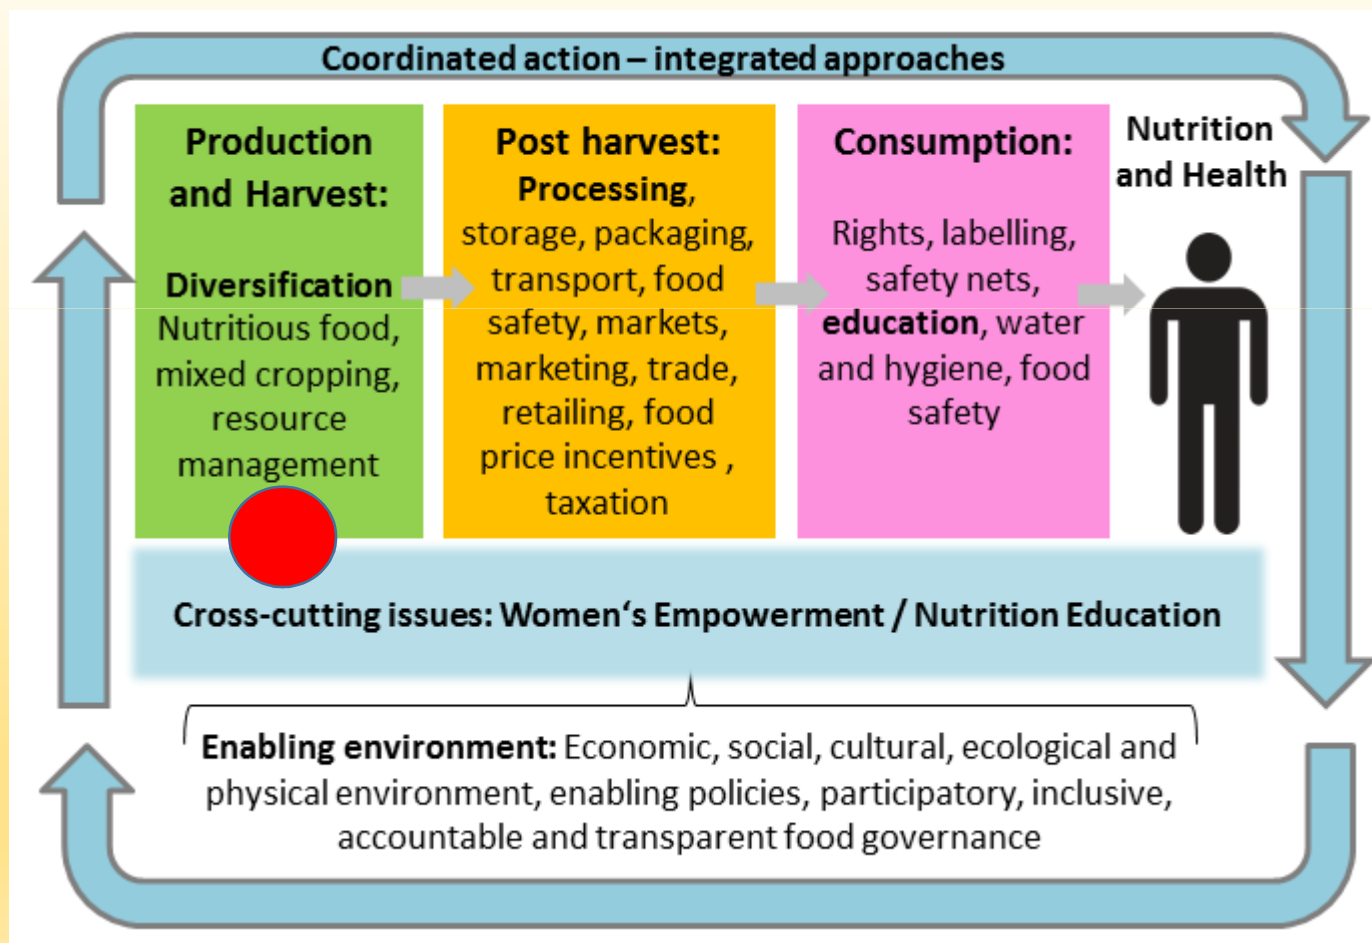 Coordinated action – integrated approaches
Production
and Harvest:
Diversification
Nutritious food,
mixed cropping,
resource
management
Post harvest:
Processing,
storage, packaging,
transport, food
safety, markets,
marketing, trade,
retailing, food
price incentives ,
taxation
Consumption:
Rights, labelling,
safety nets,
education, water
and hygiene, food
safety
Nutrition
and Health
Cross-cutting issues: Women‘s Empowerment / Nutrition Education
Enabling environment: Economic, social, cultural, ecological and
physical environment, enabling policies, participatory, inclusive,
accountable and transparent food governance